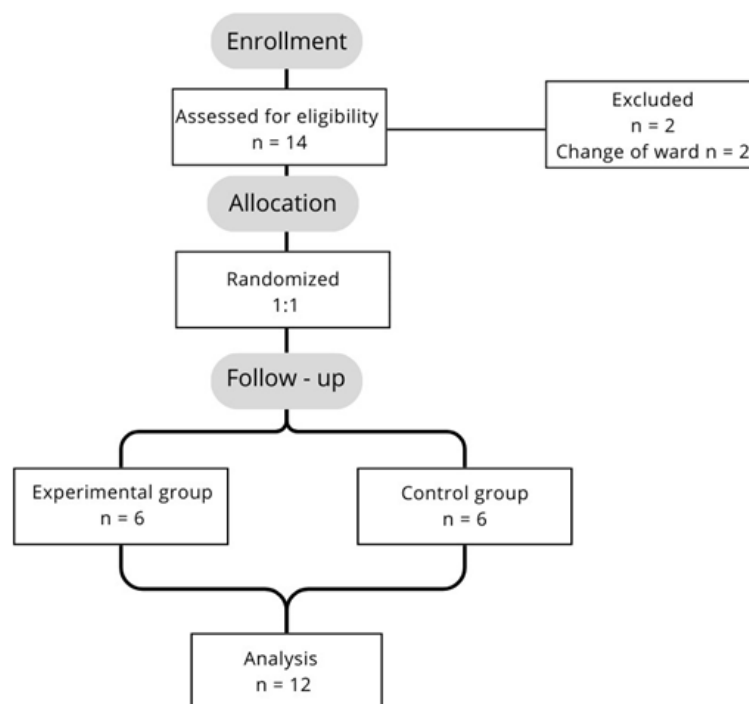 Enrollment
Assessed for eligibility
n = 14
Excluded
n = 2
Change of ward n = 2
Allocation
Randomized
1:1
Follow - up
Experimental group
n = 6
Control group
n = 6
Analysis
n = 12